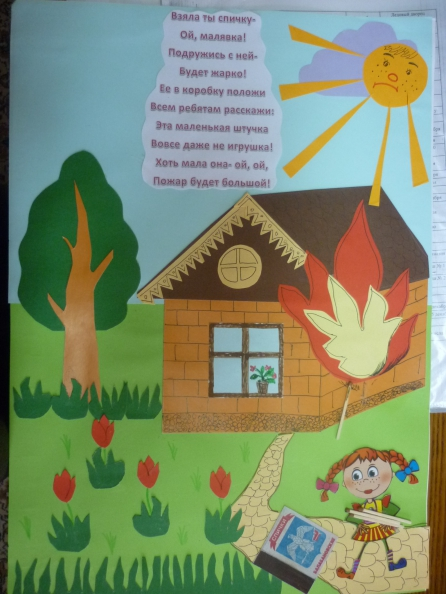 Взяла ты спичку-
Ой, малявка!
Подружись с ней-
Будет жарко!
Ее в коробку положи
Всем ребятам расскажи:
Эта маленькая штучка
Вовсе даже не игрушка!
Хоть мала она- ой, ой,
Пожар будет большой!